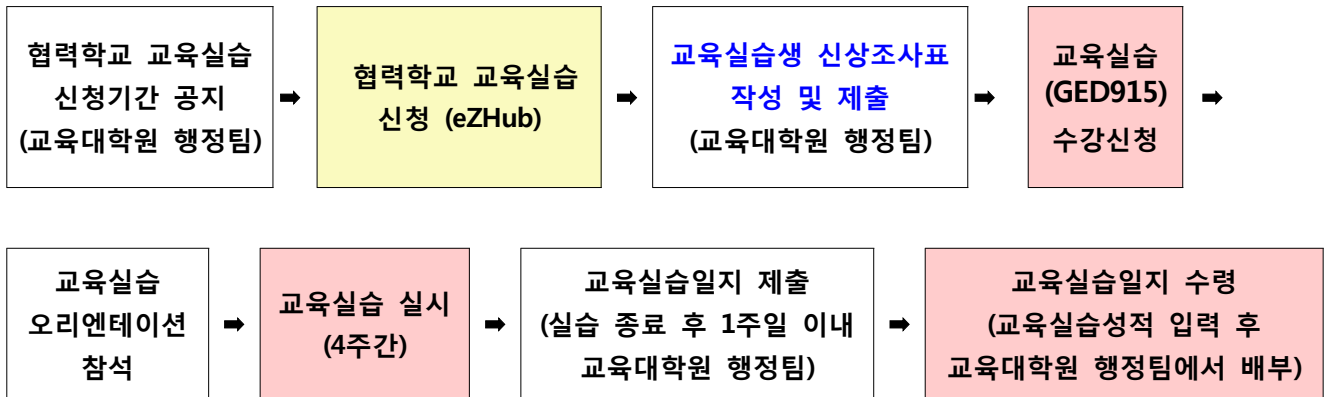 협력학교 교육실습
신청기간 공지
(교육대학원 행정팀)
➡
협력학교 교육실습
신청 (eZHub)
➡
교육실습생 신상조사표
작성 및 제출
(교육대학원 행정팀)
➡
교육실습
(GED915)
수강신청
➡
교육실습
오리엔테이션
참석
➡
교육실습 실시
(4주간)
➡
교육실습일지 제출
(실습 종료 후 1주일 이내
교육대학원 행정팀)
➡
교육실습일지 수령
(교육실습성적 입력 후
교육대학원 행정팀에서 배부)